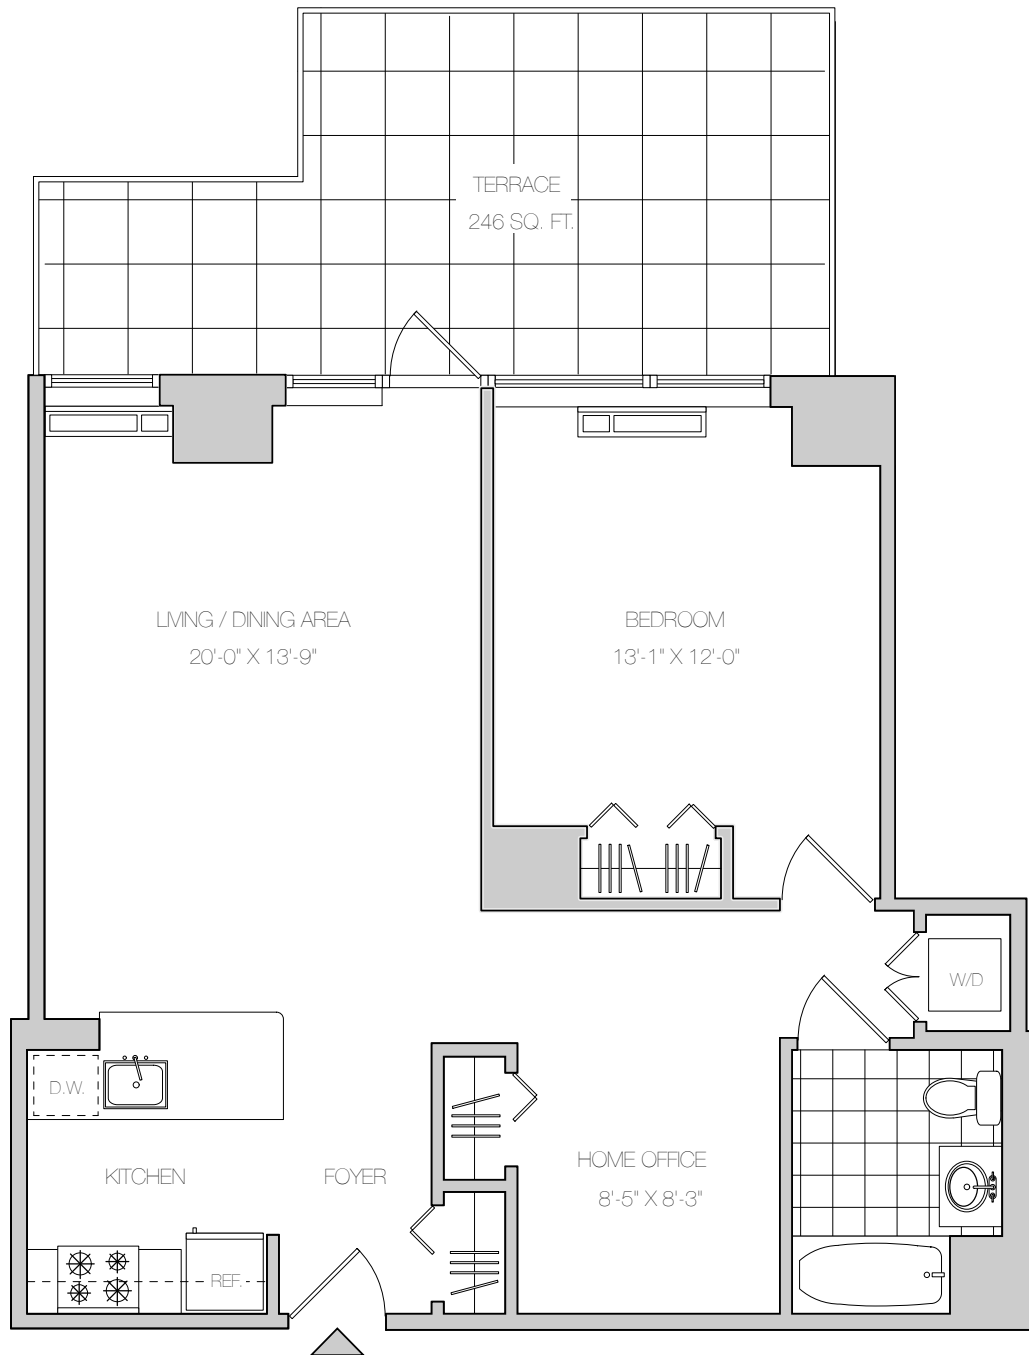 TERRACE
246 SQ. FT.
LIVING / DINING AREA
20'-0" X 13'-9"
BEDROOM
13'-1" X 12'-0"
W/D
D.W.
KITCHEN
FOYER
HOME OFFICE
8'-5" X 8'-3"
REF.